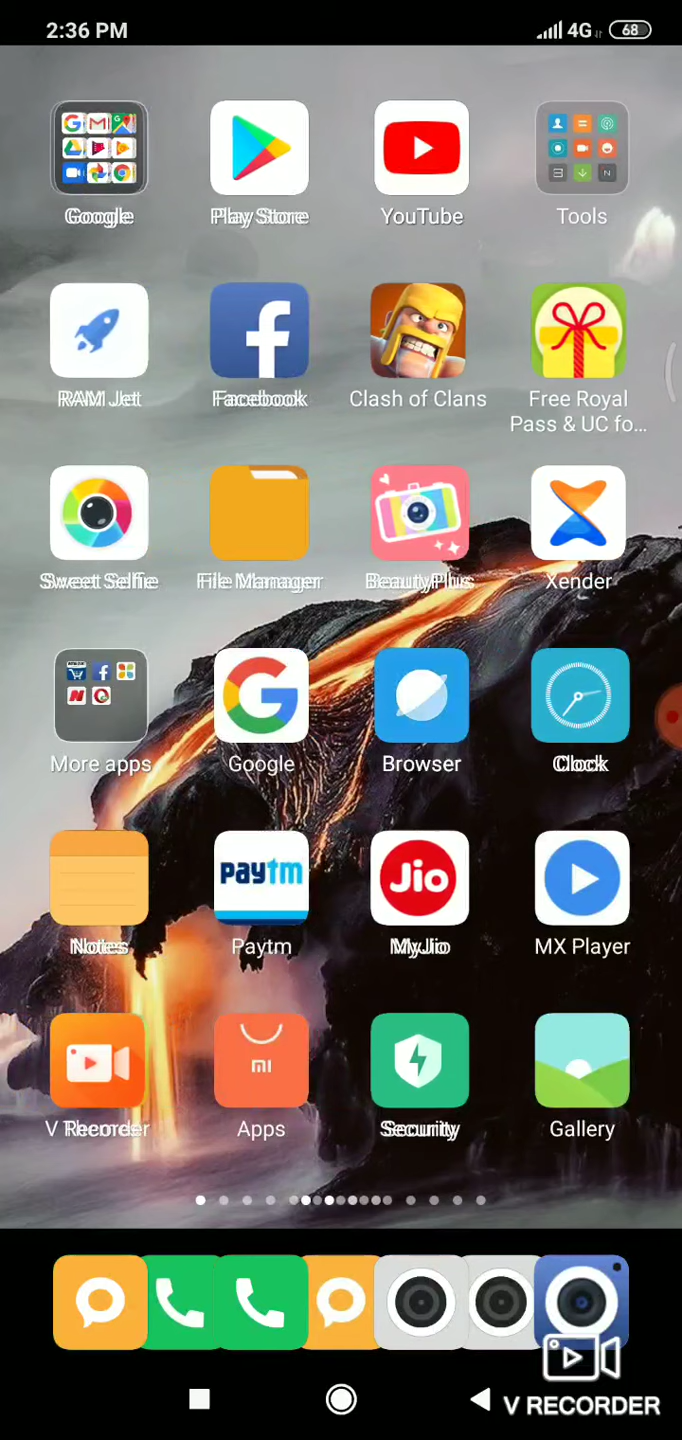 2:36 PM
4G
68
Google
Play Store
YouTube
Tools
RAM Jet
Facebook
Clash of Clans
Free Royal
Pass & UC fo...
Sweet Selfie
File Manager
BeautyPlus
Xender
More apps
Google
Browser
Clock
paytm
Jio
Notes
Paytm
MyJio
MX Player
V Recorder
Apps
Security
Gallery
V RECORDER